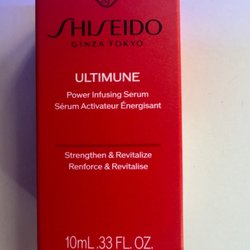 SHISEIDO
GINZA TOKYO
ULTIMUNE
Power Infusing Serum
Sérum Activateur Énergisant
Strengthen & Revitalize
Renforce & Revitalise
10mL .33 FL. OZ.